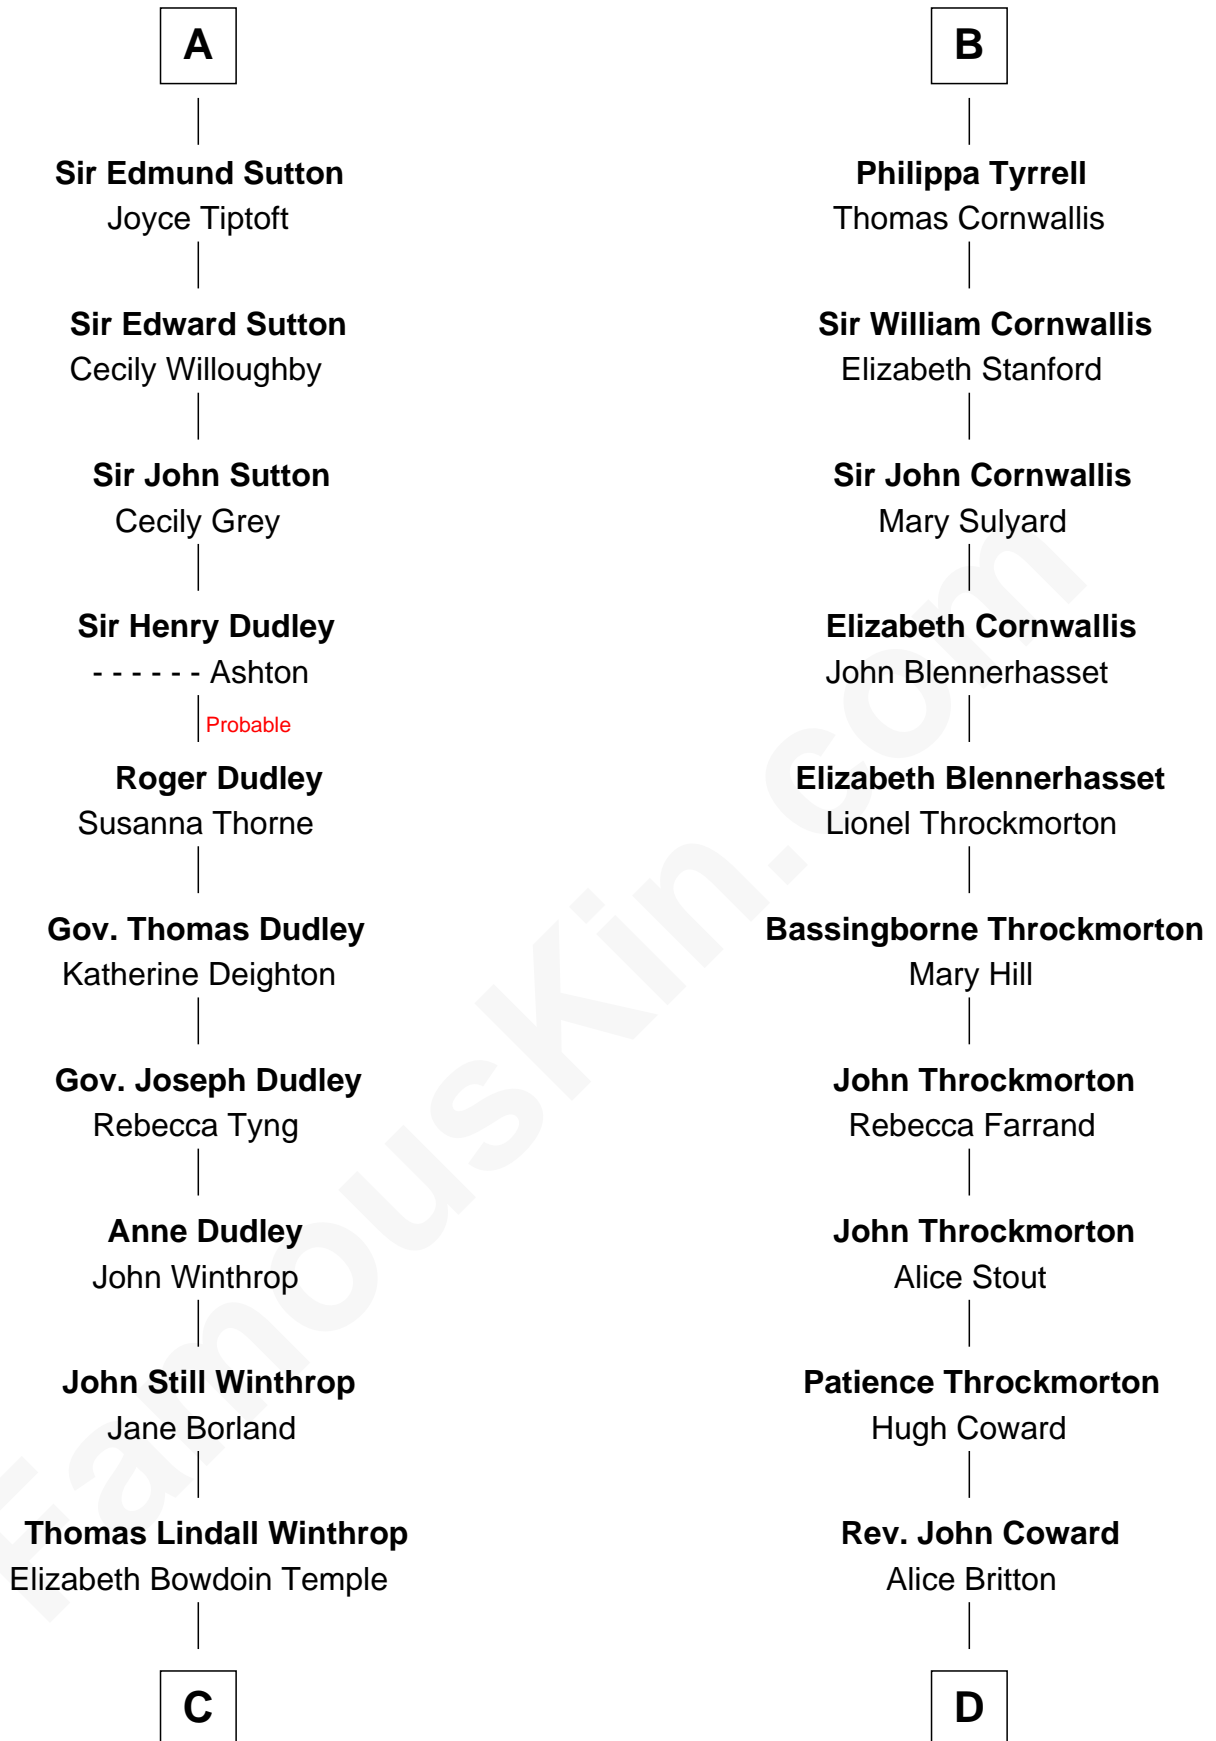 A
Sir Edmund Sutton
Joyce Tiptoft
Sir Edward Sutton
Cecily Willoughby
Sir John Sutton
Cecily Grey
Sir Henry Dudley
- - - - - - Ashton
Probable
Roger Dudley
Susanna Thorne
Gov. Thomas Dudley
Katherine Deighton
Gov. Joseph Dudley
Rebecca Tyng
Anne Dudley
John Winthrop
John Still Winthrop
Jane Borland
Thomas Lindall Winthrop
Elizabeth Bowdoin Temple
C
B
Philippa Tyrrell
Thomas Cornwallis
Sir William Cornwallis
Elizabeth Stanford
Sir John Cornwallis
Mary Sulyard
Elizabeth Cornwallis
John Blennerhasset
Elizabeth Blennerhasset
Lionel Throckmorton
Bassingborne Throckmorton
Mary Hill
John Throckmorton
Rebecca Farrand
John Throckmorton
Alice Stout
Patience Throckmorton
Hugh Coward
Rev. John Coward
Alice Britton
D
FamousKin.com